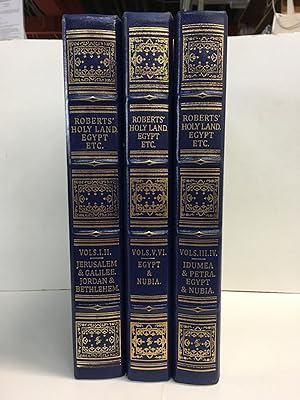 ROBERTS'
HOLY LAND.
EGYPT
ETC.
VOLS.I.II.
JERUSALEM
& GALILEE.
JORDAN &
BETHLEHEM.
ROBERTS'
HOLY LAND.
EGYPT
ETC.
VOLS.V.VI.
EGYPT
&
NUBIA.
ROBERTS'
HOLY LAND.
EGYPT
ETC.
VOLS.III.IV.
IDUMEA
& PETRA.
EGYPT
& NUBIA.